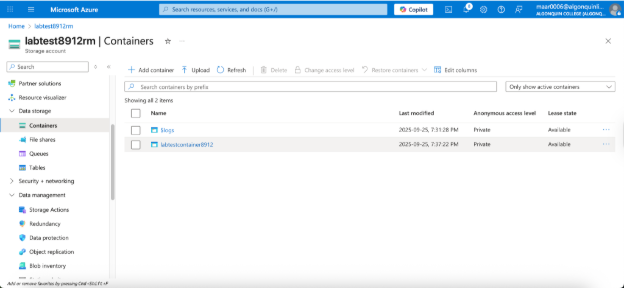 Microsoft Azure
Search resources, services, and docs (G+/)
Copilot
maar0006@algonquinli...
ALGONQUIN COLLEGE (ALGONQ...
Home > labtest8912rm
labtest8912rm | Containers
Storage account
Search
Add container
Upload
Refresh
Delete
Change access level
Restore containers
Edit columns
Partner solutions
Resource visualizer
Data storage
Containers
File shares
Queues
Tables
Security + networking
Data management
Storage Actions
Redundancy
Data protection
Object replication
Blob inventory
Search containers by prefix
Only show active containers
Showing all 2 items
Name Last modified Anonymous access level Lease state
$logs 2025-09-25, 7:31:28 PM Private Available
labtestcontainer8912 2025-09-25, 7:37:22 PM Private Available
Add or remove favorites by pressing Cmd+Shift+F